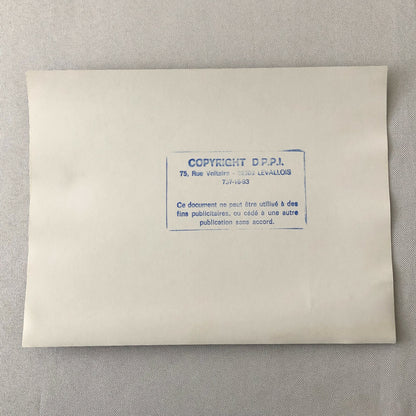 COPYRIGHT D.P.P.I.
75, Rue Voltaire - LEVALLOIS
Ce document ne peut être utilisé à des
fins publicitaires, ou cédé à une autre
publication sans accord.